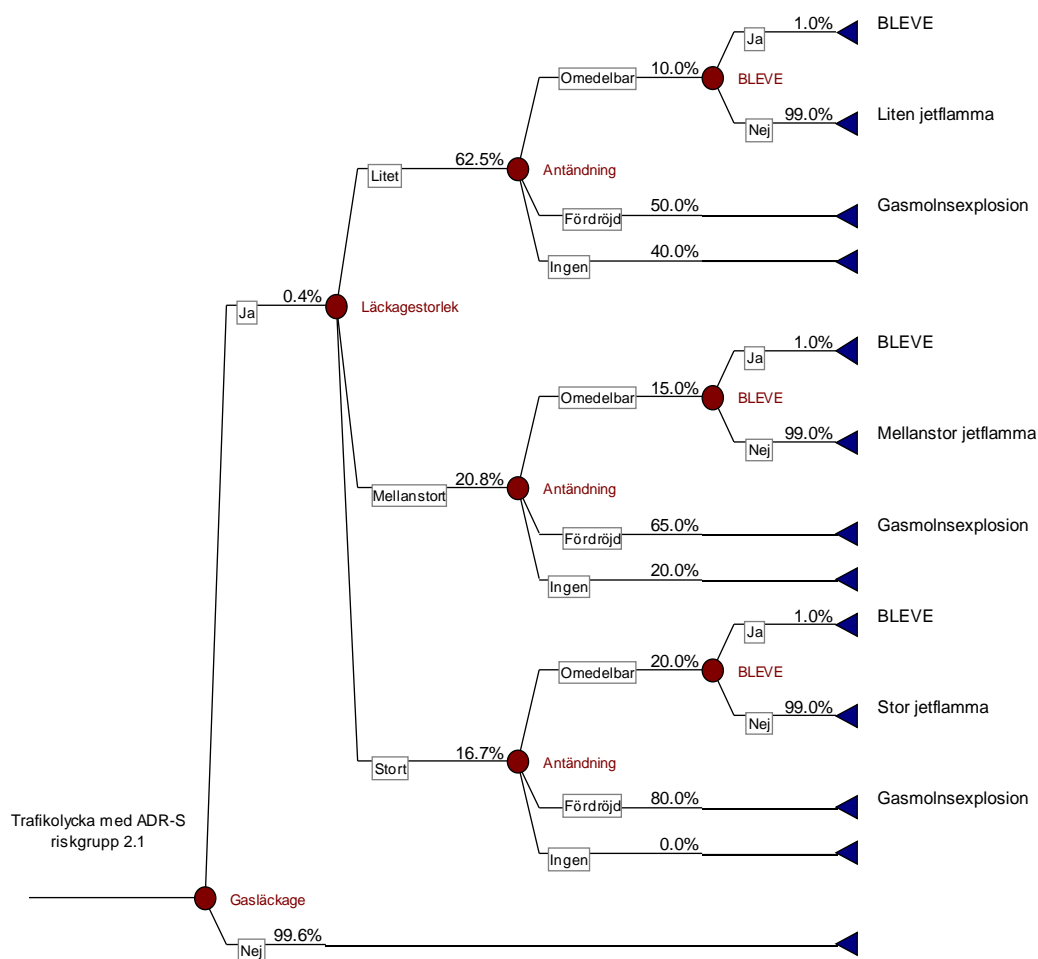 1.0%
BLEVE
Ja
Omedelbar
10.0%
BLEVE
Nej
99.0%
Liten jetflamma
Litet
62.5%
Antändning
Fördröjd
50.0%
Gasmolnsexplosion
Ingen
40.0%
Ja
0.4%
Läckagestorlek
1.0%
BLEVE
Ja
Omedelbar
15.0%
BLEVE
Nej
99.0%
Mellanstor jetflamma
Mellanstort
20.8%
Antändning
Fördröjd
65.0%
Gasmolnsexplosion
Ingen
20.0%
1.0%
BLEVE
Ja
Omedelbar
20.0%
BLEVE
Nej
99.0%
Stor jetflamma
Stort
16.7%
Antändning
Fördröjd
80.0%
Gasmolnsexplosion
Ingen
0.0%
Trafikolycka med ADR-S
riskgrupp 2.1
Gasläckage
Nej
99.6%